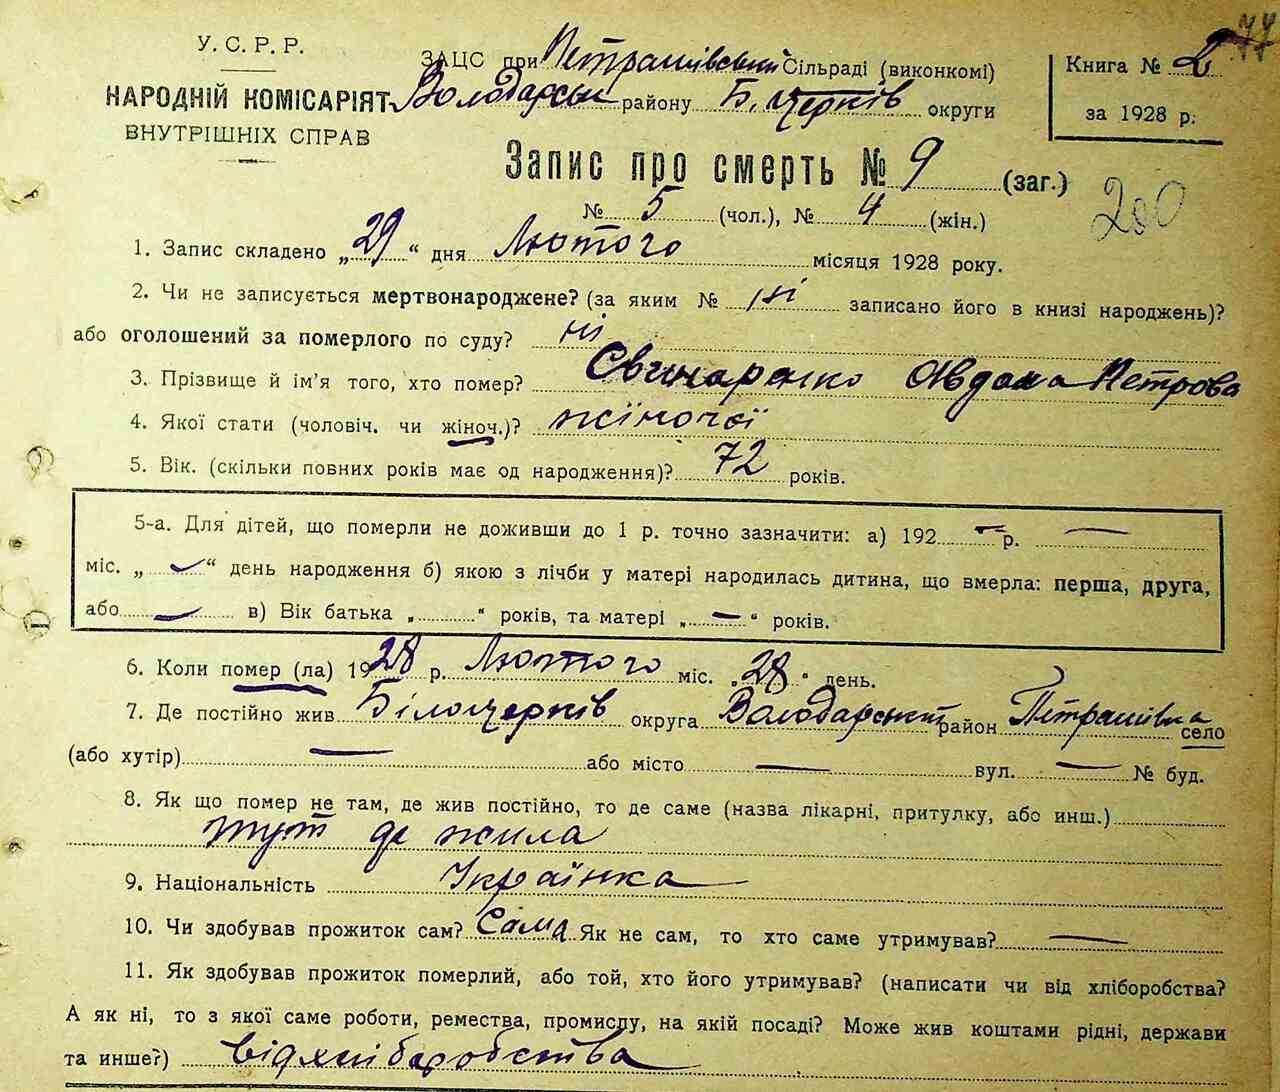 77
У.С.Р.Р.
НАРОДНІЙ КОМІСАРІЯТ
ВНУТРІШНІХ СПРАВ
ЗАЦС при Петрашівський Сільраді (виконкомі)
Володарськ району Б. Церків округи
Книга № 2
за 1928 р.
Запис про смерть № 9 (заг.)
№ 5 (чол.), № 4 (жін.)
200
1. Запис складено „29“ дня Лютого місяця 1928 року.
2. Чи не записується мертвонароджене? (за яким № ні записано його в книзі народжень)?
або оголошений за померлого по суду? ні
3. Прізвище й ім'я того, хто помер? Овчаренко Явдоха Петрова
4. Якої стати (чоловіч. чи жіноч.)? жіночої
5. Вік. (скільки повних років має од народження)? 72 років.
5-а. Для дітей, що померли не доживши до 1 р. точно зазначити: а) 192 — р. —
міс. „ — “ день народження б) якою з лічби у матері народилась дитина, що вмерла: перша, друга,
або — в) Вік батька „ “ років, та матері „ — “ років.
6. Коли помер (ла) 1928 р. Лютого міс. „28“ день.
7. Де постійно жив Білоцерків округа Володарський район Петрашівка село
(або хутір) — або місто — вул. — № буд.
8. Як що помер не там, де жив постійно, то де саме (назва лікарні, притулку, або инш.)
тут де жила
9. Національність Українка
10. Чи здобував прожиток сам? Сама Як не сам, то хто саме утримував? —
11. Як здобував прожиток померлий, або той, хто його утримував? (написати чи від хліборобства?
А як ні, то з якої саме роботи, ремества, промислу, на якій посаді? Може жив коштами рідні, держави
та инше?) від хліборобства